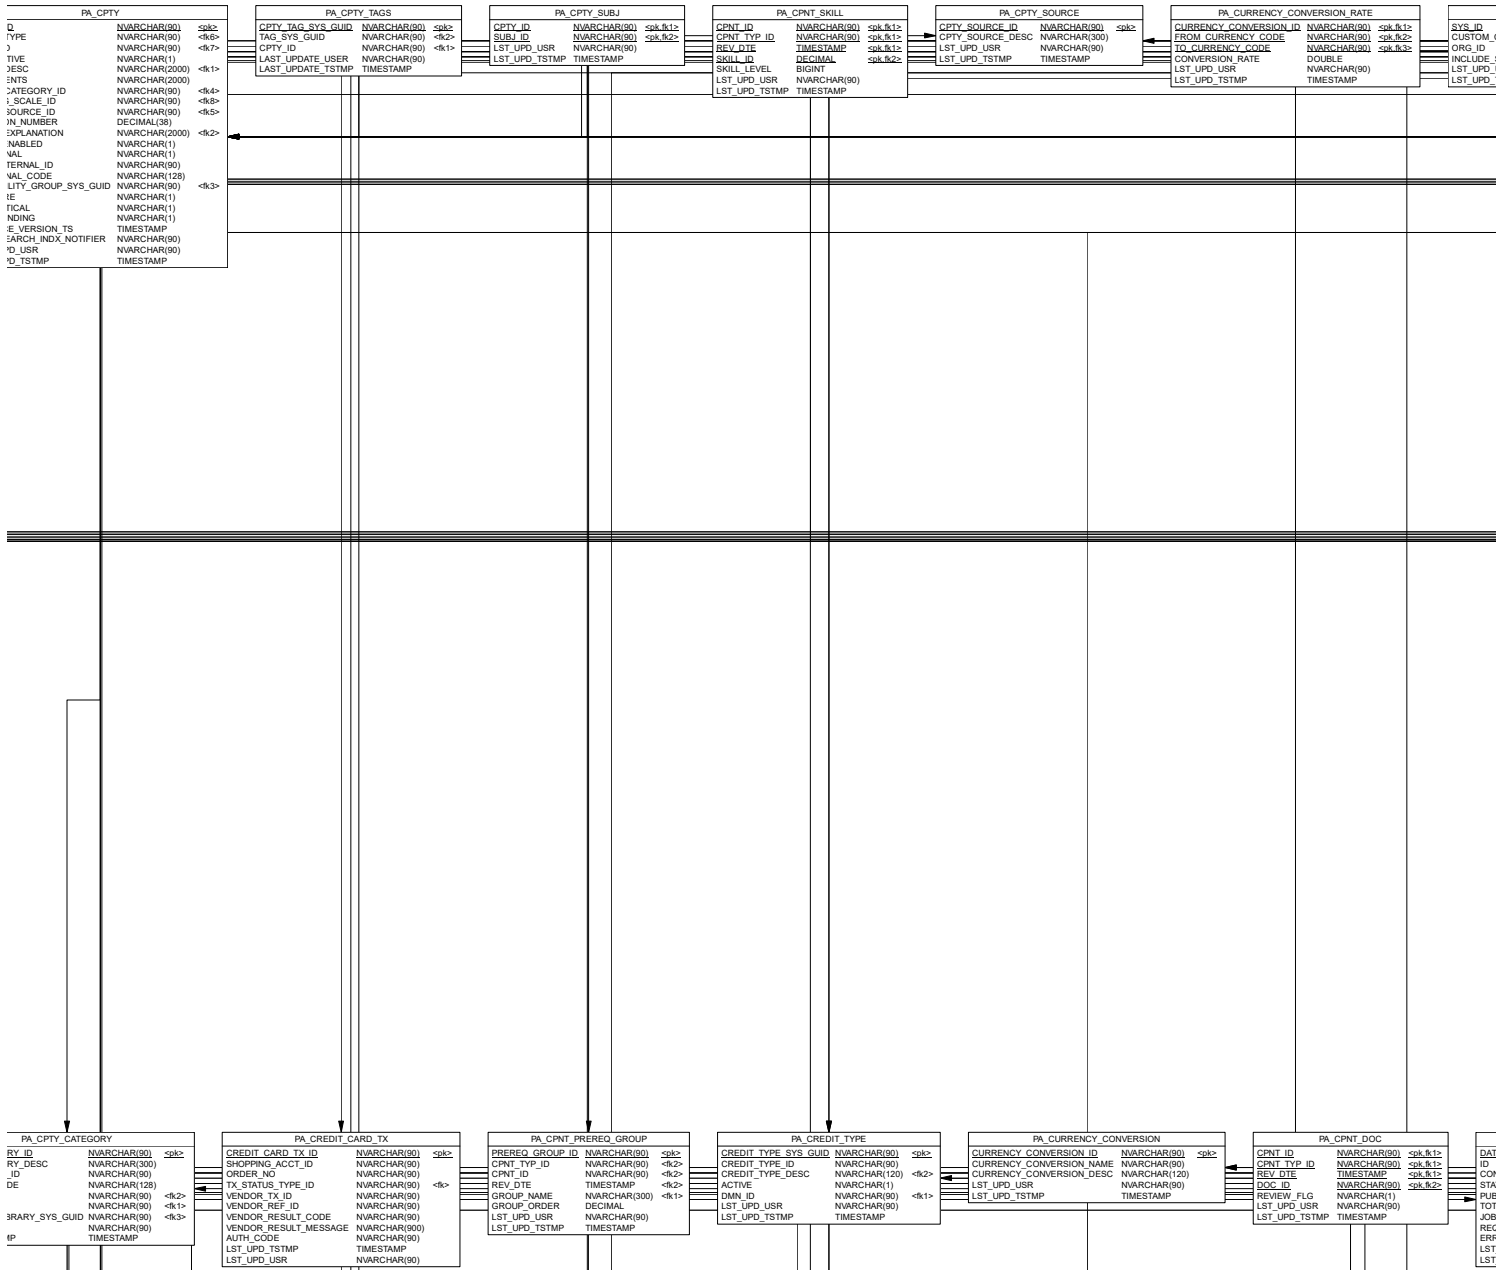 PA_CPTY
D NVARCHAR(90) <pk>
TYPE NVARCHAR(90) <fk6>
D NVARCHAR(90) <fk7>
TIVE NVARCHAR(1)
DESC NVARCHAR(2000) <fk1>
ENTS NVARCHAR(2000)
CATEGORY_ID NVARCHAR(90) <fk4>
_SCALE_ID NVARCHAR(90) <fk8>
SOURCE_ID NVARCHAR(90) <fk5>
ON_NUMBER DECIMAL(38)
EXPLANATION NVARCHAR(2000) <fk2>
ENABLED NVARCHAR(1)
NAL NVARCHAR(1)
TERNAL_ID NVARCHAR(90)
NAL_CODE NVARCHAR(128)
LITY_GROUP_SYS_GUID NVARCHAR(90) <fk3>
RE NVARCHAR(1)
TICAL NVARCHAR(1)
NDING NVARCHAR(1)
CE_VERSION_TS TIMESTAMP
EARCH_INDX_NOTIFIER NVARCHAR(90)
PD_USR NVARCHAR(90)
PD_TSTMP TIMESTAMP
PA_CPTY_TAGS
CPTY_TAG_SYS_GUID NVARCHAR(90) <pk>
TAG_SYS_GUID NVARCHAR(90) <fk2>
CPTY_ID NVARCHAR(90) <fk1>
LAST_UPDATE_USER NVARCHAR(90)
LAST_UPDATE_TSTMP TIMESTAMP
PA_CPTY_SUBJ
CPTY_ID NVARCHAR(90) <pk,fk1>
SUBJ_ID NVARCHAR(90) <pk,fk2>
LST_UPD_USR NVARCHAR(90)
LST_UPD_TSTMP TIMESTAMP
PA_CPNT_SKILL
CPNT_ID NVARCHAR(90) <pk,fk1>
CPNT_TYP_ID NVARCHAR(90) <pk,fk1>
REV_DTE TIMESTAMP <pk,fk1>
SKILL_ID DECIMAL <pk,fk2>
SKILL_LEVEL BIGINT
LST_UPD_USR NVARCHAR(90)
LST_UPD_TSTMP TIMESTAMP
PA_CPTY_SOURCE
CPTY_SOURCE_ID NVARCHAR(90) <pk>
CPTY_SOURCE_DESC NVARCHAR(300)
LST_UPD_USR NVARCHAR(90)
LST_UPD_TSTMP TIMESTAMP
PA_CURRENCY_CONVERSION_RATE
CURRENCY_CONVERSION_ID NVARCHAR(90) <pk,fk1>
FROM_CURRENCY_CODE NVARCHAR(90) <pk,fk2>
TO_CURRENCY_CODE NVARCHAR(90) <pk,fk3>
CONVERSION_RATE DOUBLE
LST_UPD_USR NVARCHAR(90)
LST_UPD_TSTMP TIMESTAMP
SYS_ID
CUSTOM_
ORG_ID
INCLUDE_
LST_UPD_
LST_UPD_
PA_CPTY_CATEGORY
RY_ID NVARCHAR(90) <pk>
RY_DESC NVARCHAR(300)
_ID NVARCHAR(90)
DE NVARCHAR(128)
NVARCHAR(90) <fk2>
NVARCHAR(90) <fk1>
BRARY_SYS_GUID NVARCHAR(90) <fk3>
NVARCHAR(90)
MP TIMESTAMP
PA_CREDIT_CARD_TX
CREDIT_CARD_TX_ID NVARCHAR(90) <pk>
SHOPPING_ACCT_ID NVARCHAR(90)
ORDER_NO NVARCHAR(90)
TX_STATUS_TYPE_ID NVARCHAR(90) <fk>
VENDOR_TX_ID NVARCHAR(90)
VENDOR_REF_ID NVARCHAR(90)
VENDOR_RESULT_CODE NVARCHAR(90)
VENDOR_RESULT_MESSAGE NVARCHAR(900)
AUTH_CODE NVARCHAR(90)
LST_UPD_TSTMP TIMESTAMP
LST_UPD_USR NVARCHAR(90)
PA_CPNT_PREREQ_GROUP
PREREQ_GROUP_ID NVARCHAR(90) <pk>
CPNT_TYP_ID NVARCHAR(90) <fk2>
CPNT_ID NVARCHAR(90) <fk2>
REV_DTE TIMESTAMP <fk2>
GROUP_NAME NVARCHAR(300) <fk1>
GROUP_ORDER DECIMAL
LST_UPD_USR NVARCHAR(90)
LST_UPD_TSTMP TIMESTAMP
PA_CREDIT_TYPE
CREDIT_TYPE_SYS_GUID NVARCHAR(90) <pk>
CREDIT_TYPE_ID NVARCHAR(90)
CREDIT_TYPE_DESC NVARCHAR(120) <fk2>
ACTIVE NVARCHAR(1)
DMN_ID NVARCHAR(90) <fk1>
LST_UPD_USR NVARCHAR(90)
LST_UPD_TSTMP TIMESTAMP
PA_CURRENCY_CONVERSION
CURRENCY_CONVERSION_ID NVARCHAR(90) <pk>
CURRENCY_CONVERSION_NAME NVARCHAR(90)
CURRENCY_CONVERSION_DESC NVARCHAR(120)
LST_UPD_USR NVARCHAR(90)
LST_UPD_TSTMP TIMESTAMP
PA_CPNT_DOC
CPNT_ID NVARCHAR(90) <pk,fk1>
CPNT_TYP_ID NVARCHAR(90) <pk,fk1>
REV_DTE TIMESTAMP <pk,fk1>
DOC_ID NVARCHAR(90) <pk,fk2>
REVIEW_FLG NVARCHAR(1)
LST_UPD_USR NVARCHAR(90)
LST_UPD_TSTMP TIMESTAMP
DAT
ID
CON
STA
PUB
TOT
JOB
REC
ERR
LST_
LST_